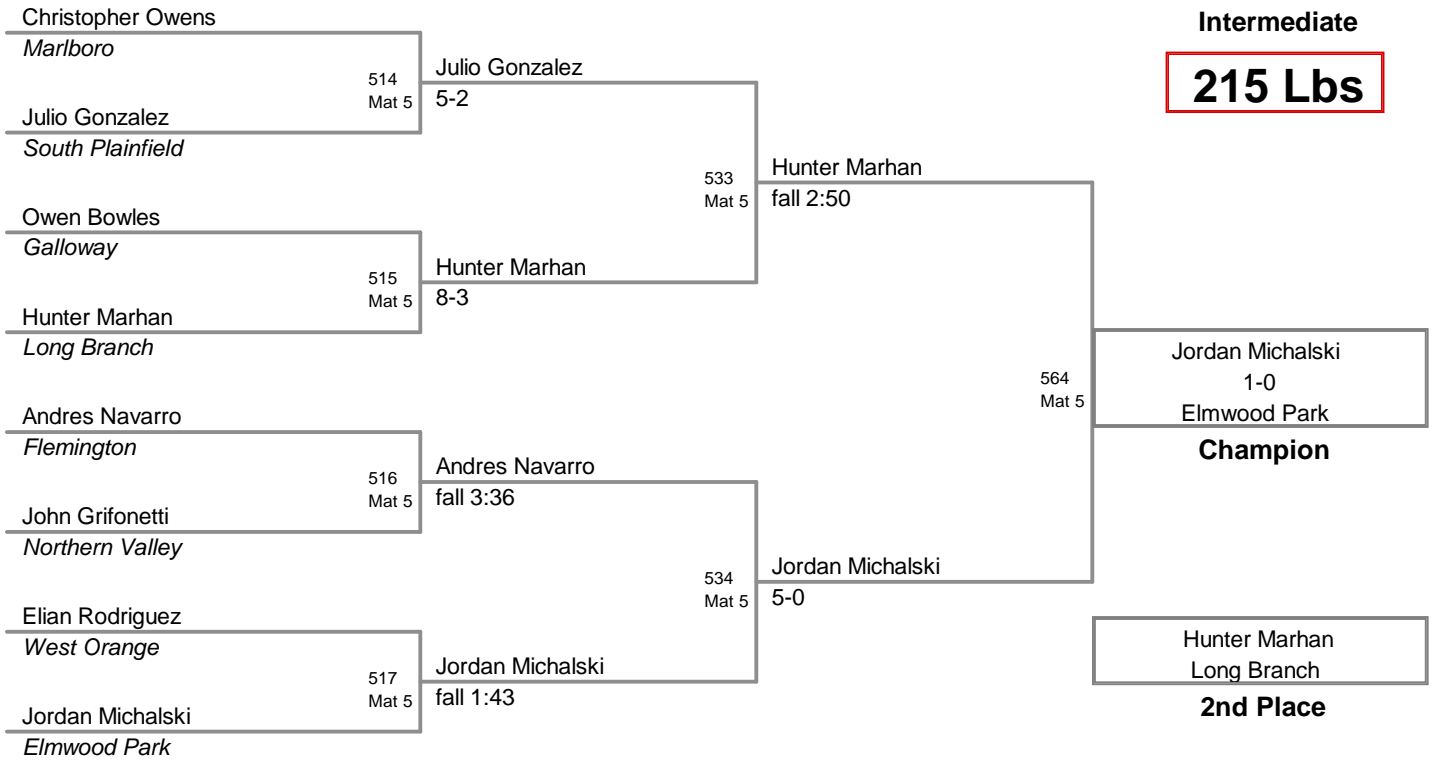 Christopher Owens
Marlboro
514
Mat 5
Julio Gonzalez
5-2
Julio Gonzalez
South Plainfield
533
Mat 5
Hunter Marhan
fall 2:50
Owen Bowles
Galloway
515
Mat 5
Hunter Marhan
8-3
Hunter Marhan
Long Branch
564
Mat 5
Andres Navarro
Flemington
516
Mat 5
Andres Navarro
fall 3:36
John Grifonetti
Northern Valley
534
Mat 5
Jordan Michalski
5-0
Elian Rodriguez
West Orange
517
Mat 5
Jordan Michalski
fall 1:43
Jordan Michalski
Elmwood Park
Intermediate
215 Lbs
Jordan Michalski
1-0
Elmwood Park
Champion
Hunter Marhan
Long Branch
2nd Place